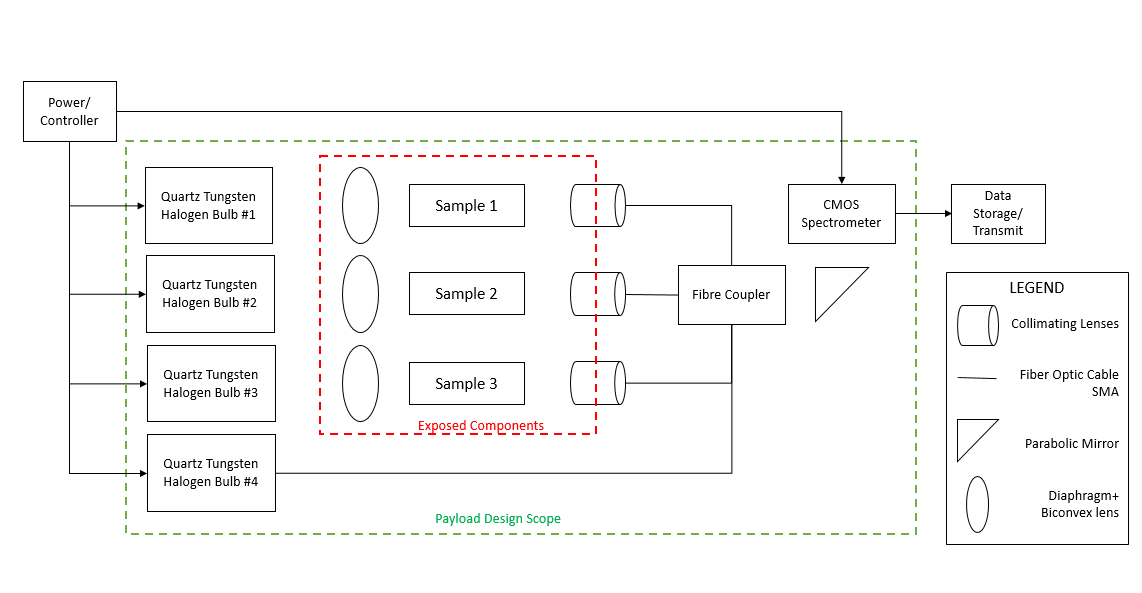 Power/
Controller
Quartz Tungsten
Halogen Bulb #1
Sample 1
CMOS
Spectrometer
Data
Storage/
Transmit
Quartz Tungsten
Halogen Bulb #2
Sample 2
Fibre Coupler
Quartz Tungsten
Halogen Bulb #3
Sample 3
Exposed Components
Quartz Tungsten
Halogen Bulb #4
Payload Design Scope
LEGEND
Collimating Lenses
Fiber Optic Cable
SMA
Parabolic Mirror
Diaphragm+
Biconvex lens